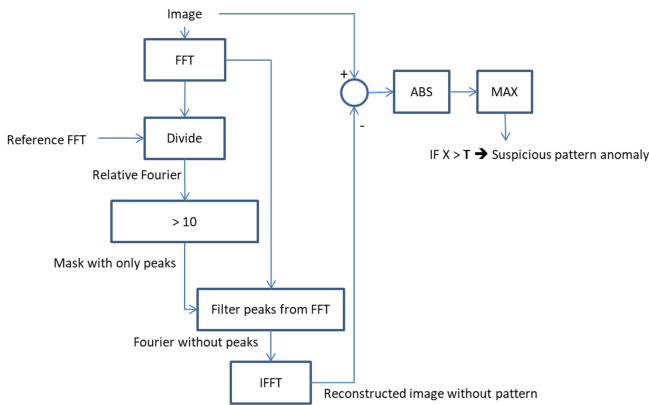 Image
FFT
+
ABS
MAX
Reference FFT
Divide
-
IF X > T ➔ Suspicious pattern anomaly
Relative Fourier
> 10
Mask with only peaks
Filter peaks from FFT
Fourier without peaks
IFFT
Reconstructed image without pattern